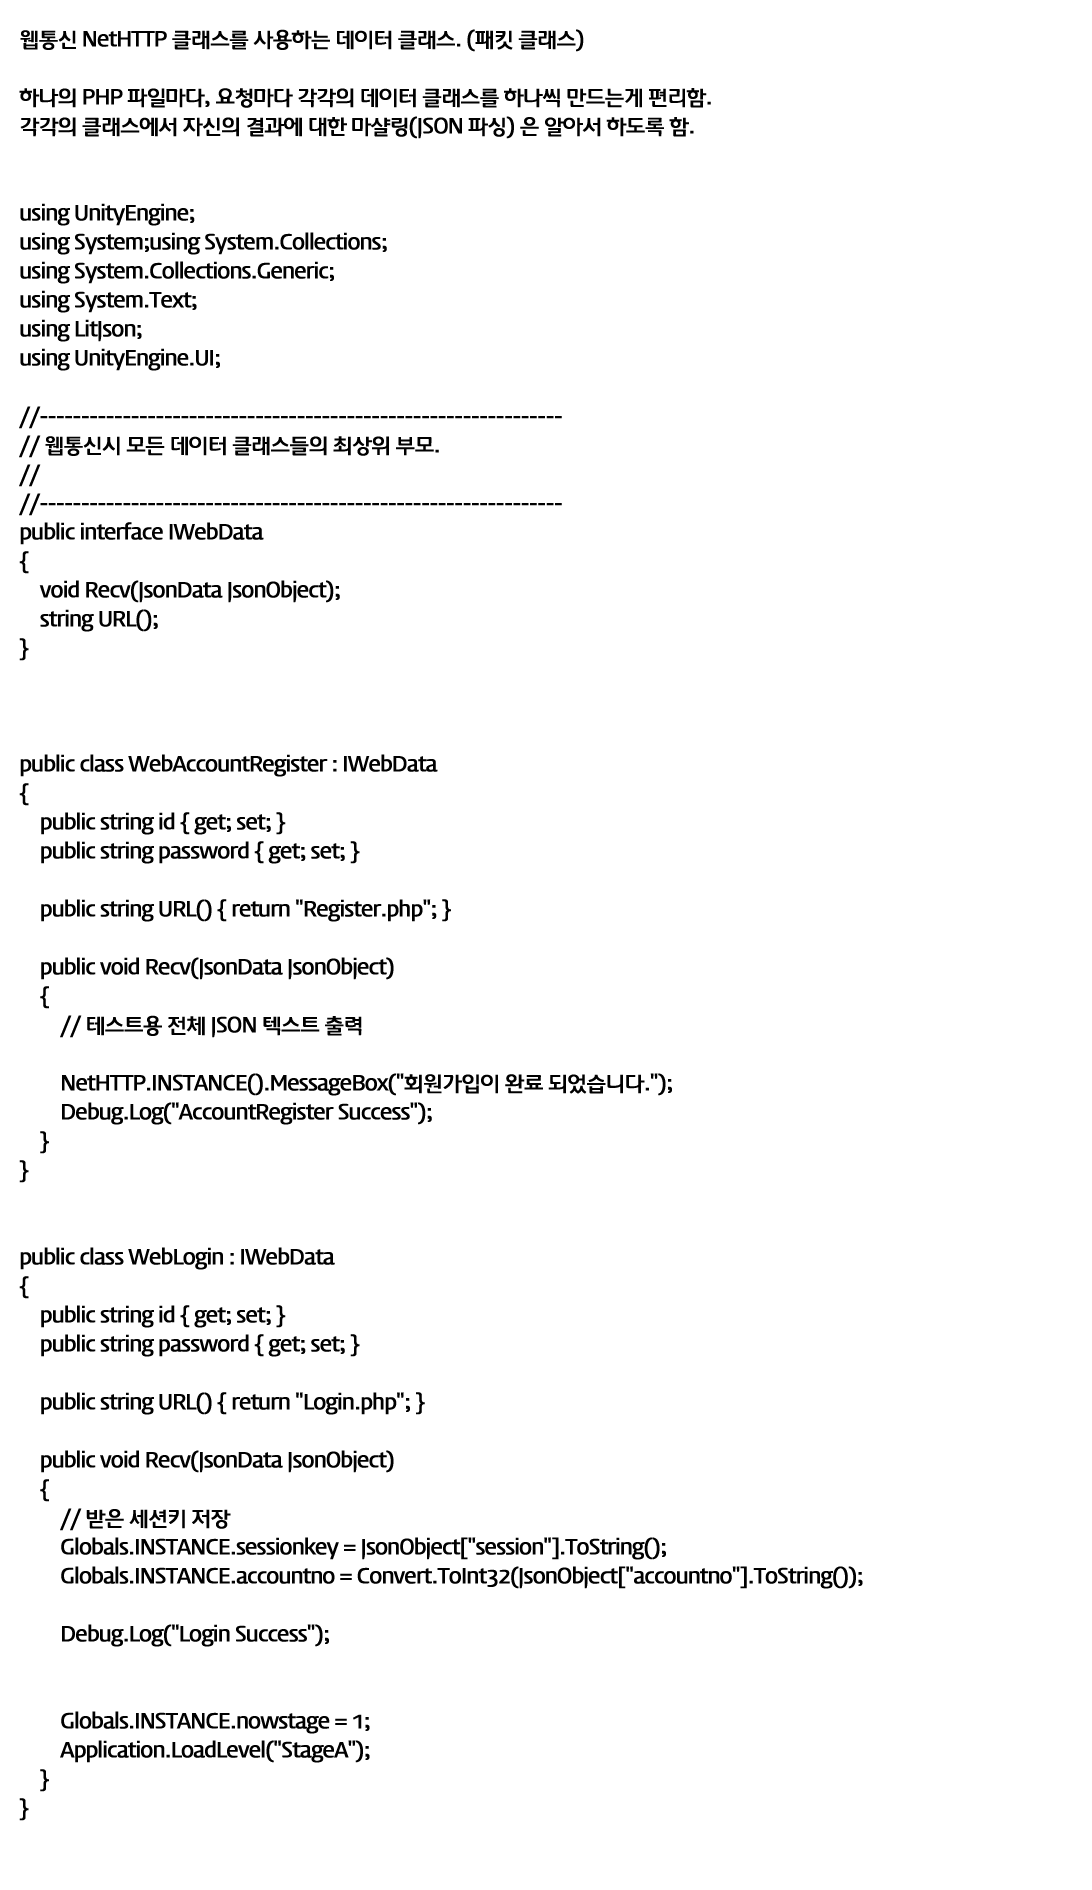 웹통신 NetHTTP 클래스를 사용하는 데이터 클래스. (패킷 클래스)
하나의 PHP 파일마다, 요청마다 각각의 데이터 클래스를 하나씩 만드는게 편리함.
각각의 클래스에서 자신의 결과에 대한 마샬링(JSON 파싱) 은 알아서 하도록 함.
using UnityEngine;
using System;using System.Collections;
using System.Collections.Generic;
using System.Text;
using LitJson;
using UnityEngine.UI;
//---------------------------------------------------------------
// 웹통신시 모든 데이터 클래스들의 최상위 부모.
//
//---------------------------------------------------------------
public interface IWebData
{
    void Recv(JsonData JsonObject);
    string URL();
}
public class WebAccountRegister : IWebData
{
    public string id { get; set; }
    public string password { get; set; }
    public string URL() { return "Register.php"; }
    public void Recv(JsonData JsonObject)
    {
        // 테스트용 전체 JSON 텍스트 출력
        NetHTTP.INSTANCE().MessageBox("회원가입이 완료 되었습니다.");
        Debug.Log("AccountRegister Success");
    }
}
public class WebLogin : IWebData
{
    public string id { get; set; }
    public string password { get; set; }
    public string URL() { return "Login.php"; }
    public void Recv(JsonData JsonObject)
    {
        // 받은 세션키 저장
        Globals.INSTANCE.sessionkey = JsonObject["session"].ToString();
        Globals.INSTANCE.accountno = Convert.ToInt32(JsonObject["accountno"].ToString());
        Debug.Log("Login Success");
        Globals.INSTANCE.nowstage = 1;
        Application.LoadLevel("StageA");
    }
}